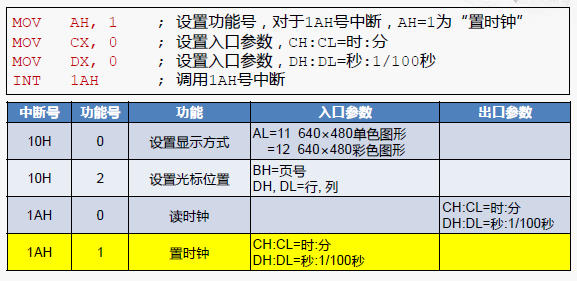 MOV AH, 1 ; 设置功能号，对于1AH号中断，AH=1为“置时钟”
MOV CX, 0 ; 设置入口参数，CH:CL=时:分
MOV DX, 0 ; 设置入口参数，DH:DL=秒:1/100秒
INT 1AH ; 调用1AH号中断
中断号 功能号 功能 入口参数 出口参数
10H 0 设置显示方式 AL=11 640×480单色图形
=12 640×480彩色图形
10H 2 设置光标位置 BH=页号
DH, DL=行, 列
1AH 0 读时钟 CH:CL=时:分
DH:DL=秒:1/100秒
1AH 1 置时钟 CH:CL=时:分
DH:DL=秒:1/100秒